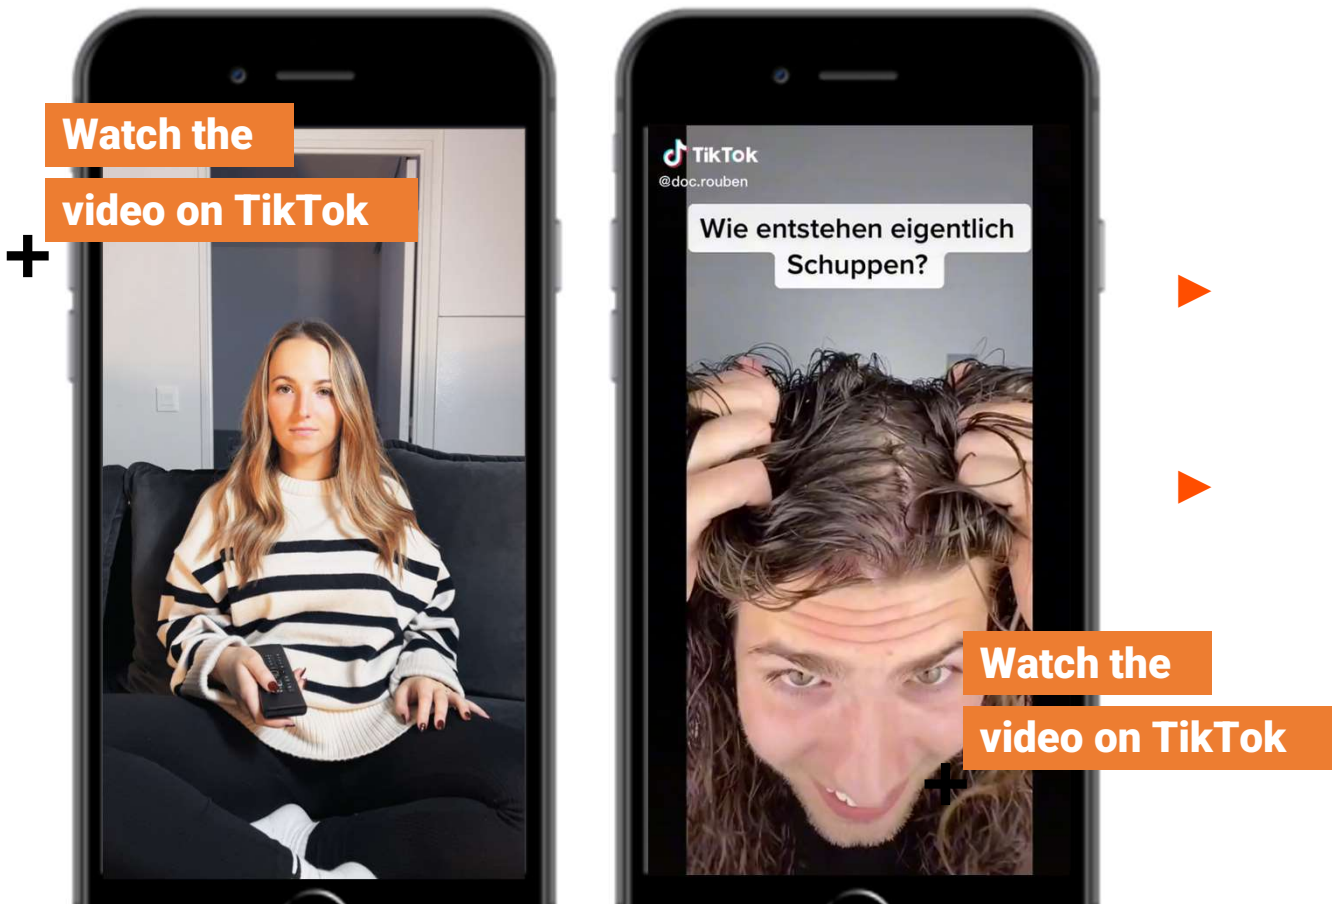 Watch the
video on TikTok
TikTok
@doc.rouben
Wie entstehen eigentlich
Schuppen?
Watch the
video on TikTok